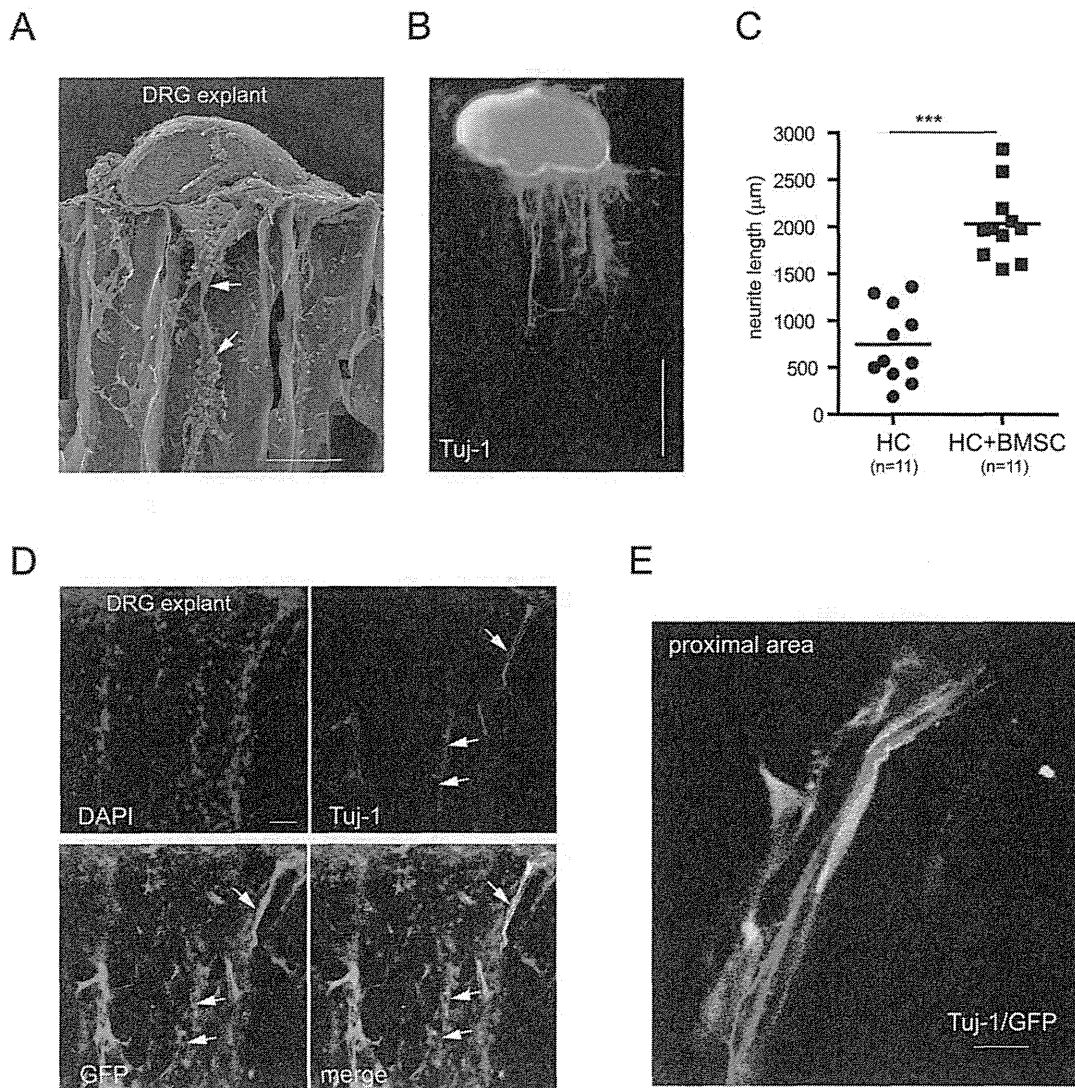 A
DRG explant
B
Tuj-1
C
***
neurite length (µm)
3000
2500
2000
1500
1000
500
0
HC
(n=11)
HC+BMSC
(n=11)
D
DRG explant
DAPI
Tuj-1
GFP
merge
E
proximal area
Tuj-1/GFP